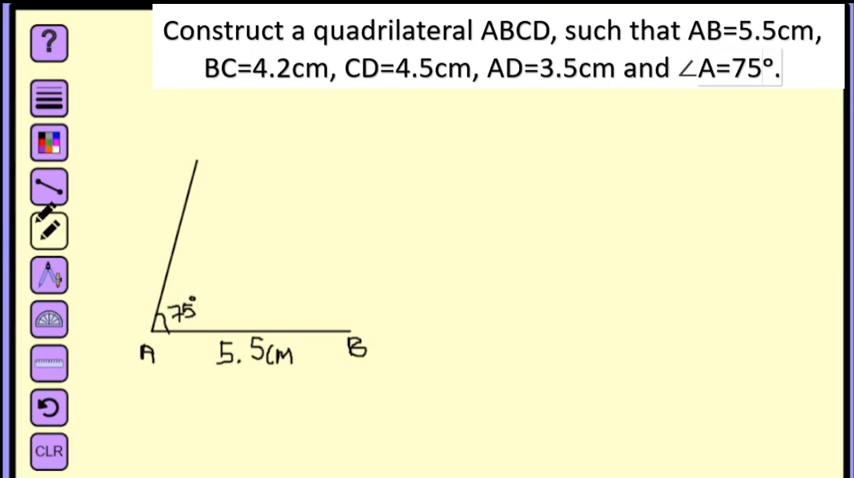 Construct a quadrilateral ABCD, such that AB=5.5cm,
BC=4.2cm, CD=4.5cm, AD=3.5cm and ∠A=75°.
?
75°
A 5.5cm B
CLR